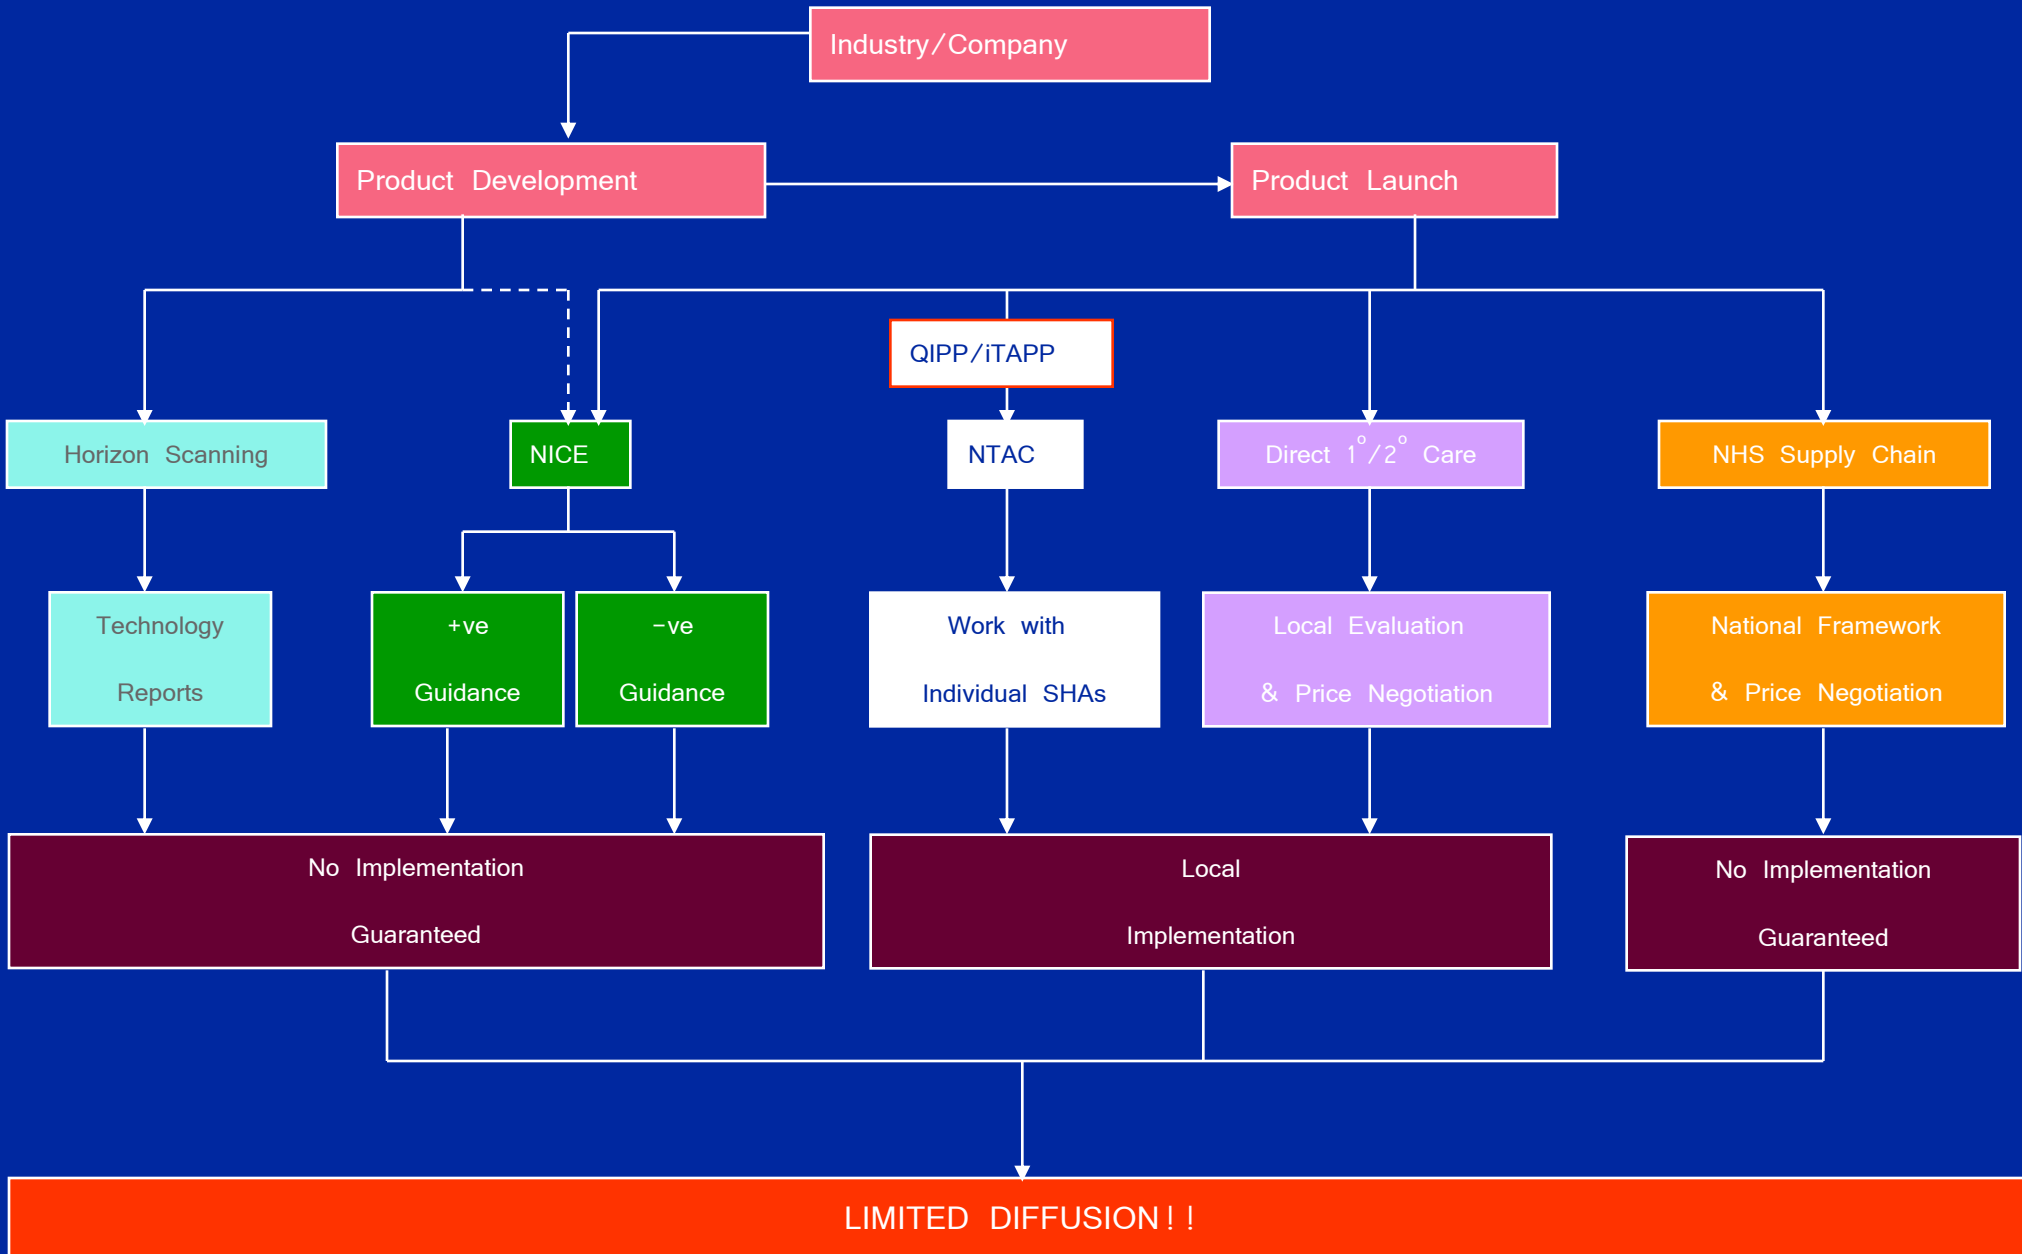 Industry/Company
Product Development
Product Launch
QIPP/iTAPP
Horizon Scanning
NICE
NTAC
Direct 1°/2° Care
NHS Supply Chain
Technology
Reports
+ve
Guidance
-ve
Guidance
Work with
Individual SHAs
Local Evaluation
& Price Negotiation
National Framework
& Price Negotiation
No Implementation
Guaranteed
Local
Implementation
No Implementation
Guaranteed
LIMITED DIFFUSION!!